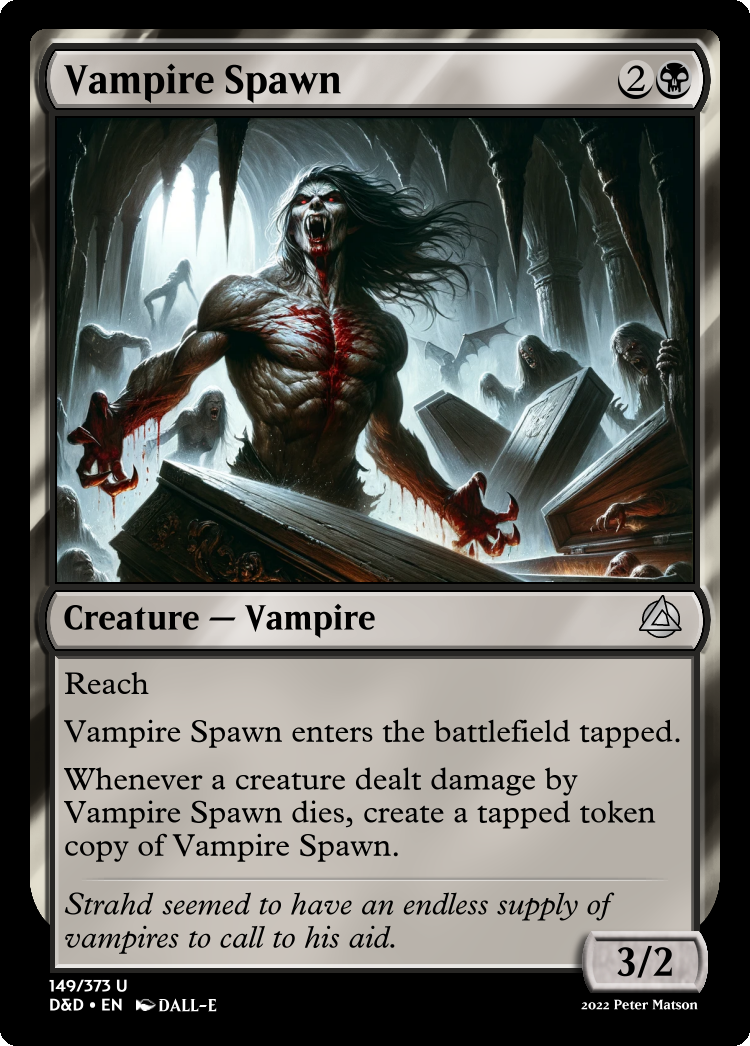 Vampire Spawn 2
Creature — Vampire
Reach
Vampire Spawn enters the battlefield tapped.
Whenever a creature dealt damage by
Vampire Spawn dies, create a tapped token
copy of Vampire Spawn.
Strahd seemed to have an endless supply of
vampires to call to his aid.
3/2
149/373 U
D&D • EN DALL-E
2022 Peter Matson